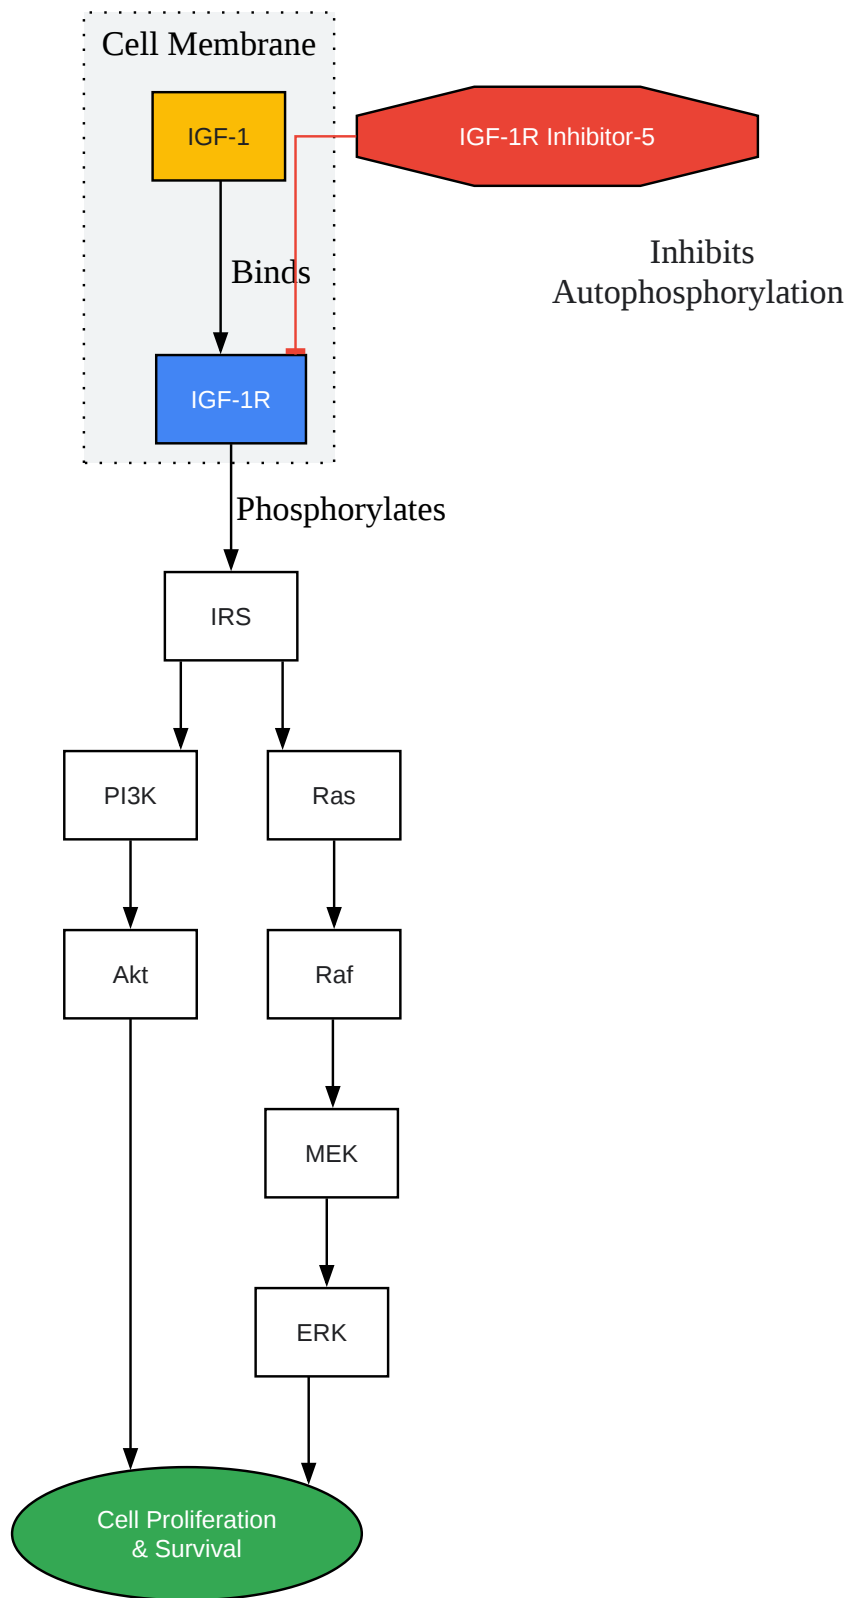 Cell Membrane
IGF-1
IGF-1R Inhibitor-5
Binds
Inhibits
Autophosphorylation
IGF-1R
Phosphorylates
IRS
PI3K
Ras
Akt
Raf
MEK
ERK
Cell Proliferation
& Survival